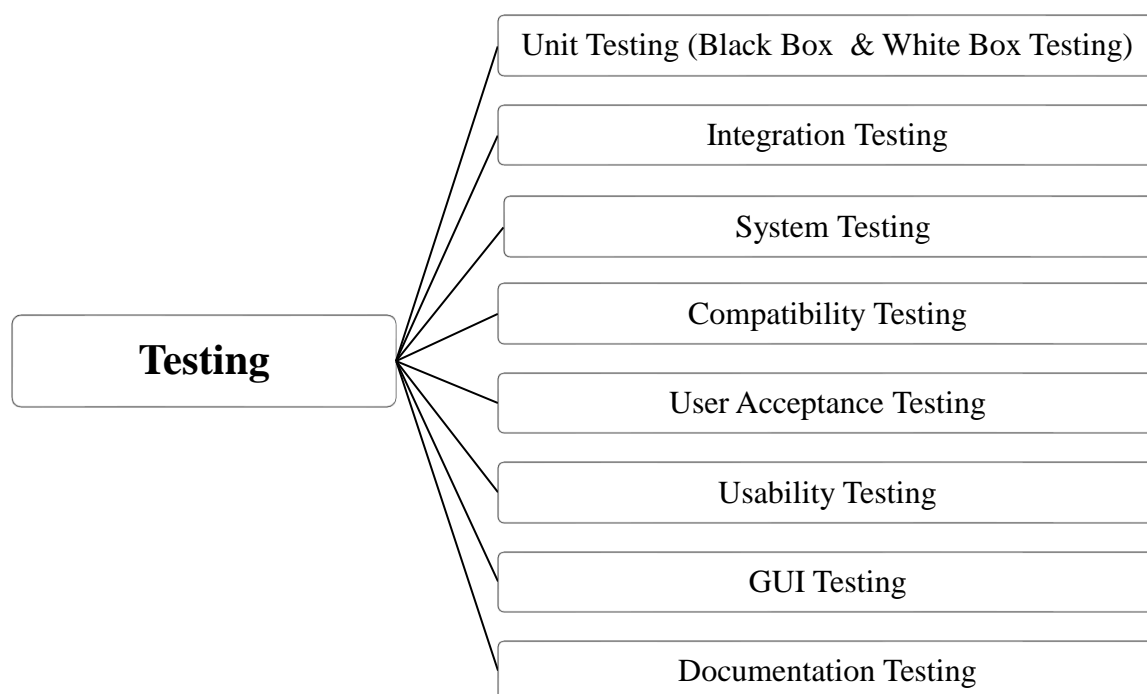 Unit Testing (Black Box & White Box Testing)
Integration Testing
System Testing
Compatibility Testing
Testing
User Acceptance Testing
Usability Testing
GUI Testing
Documentation Testing